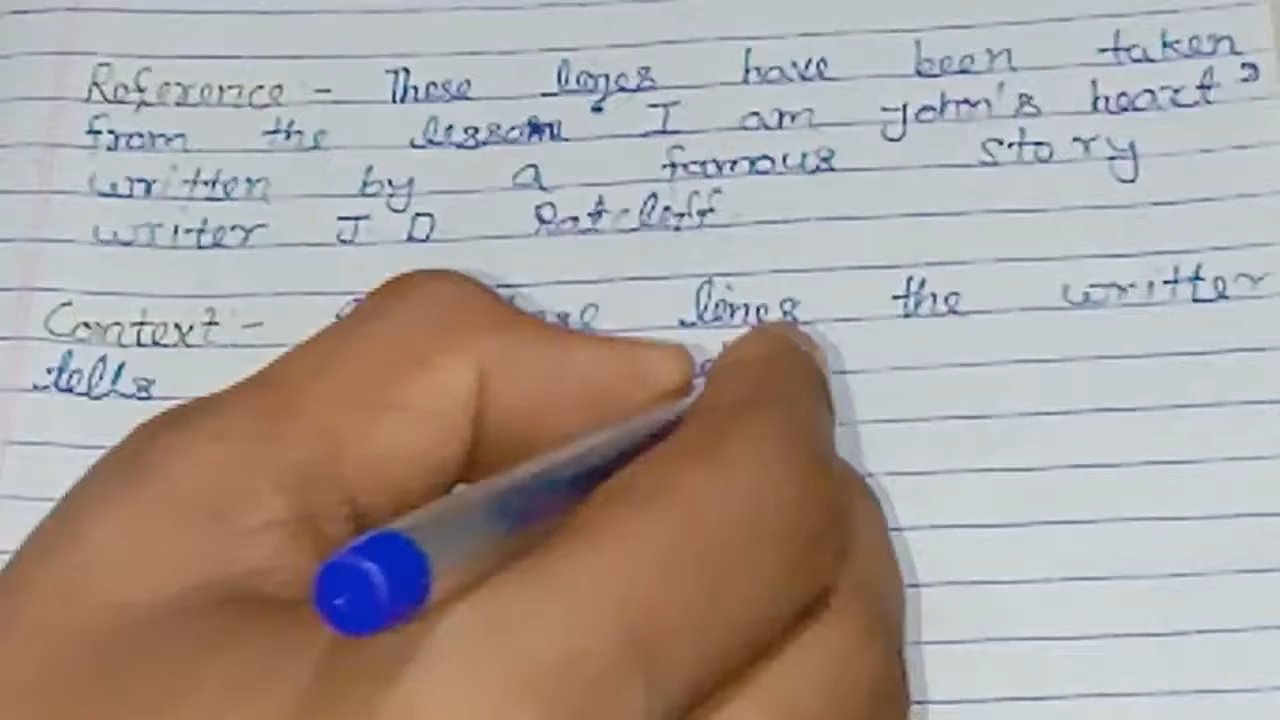 Reference - These lines have been taken
from the lesson "I am John's heart"
written by a famous story
writer J D Ratcliff
Context - lines the writter
tells